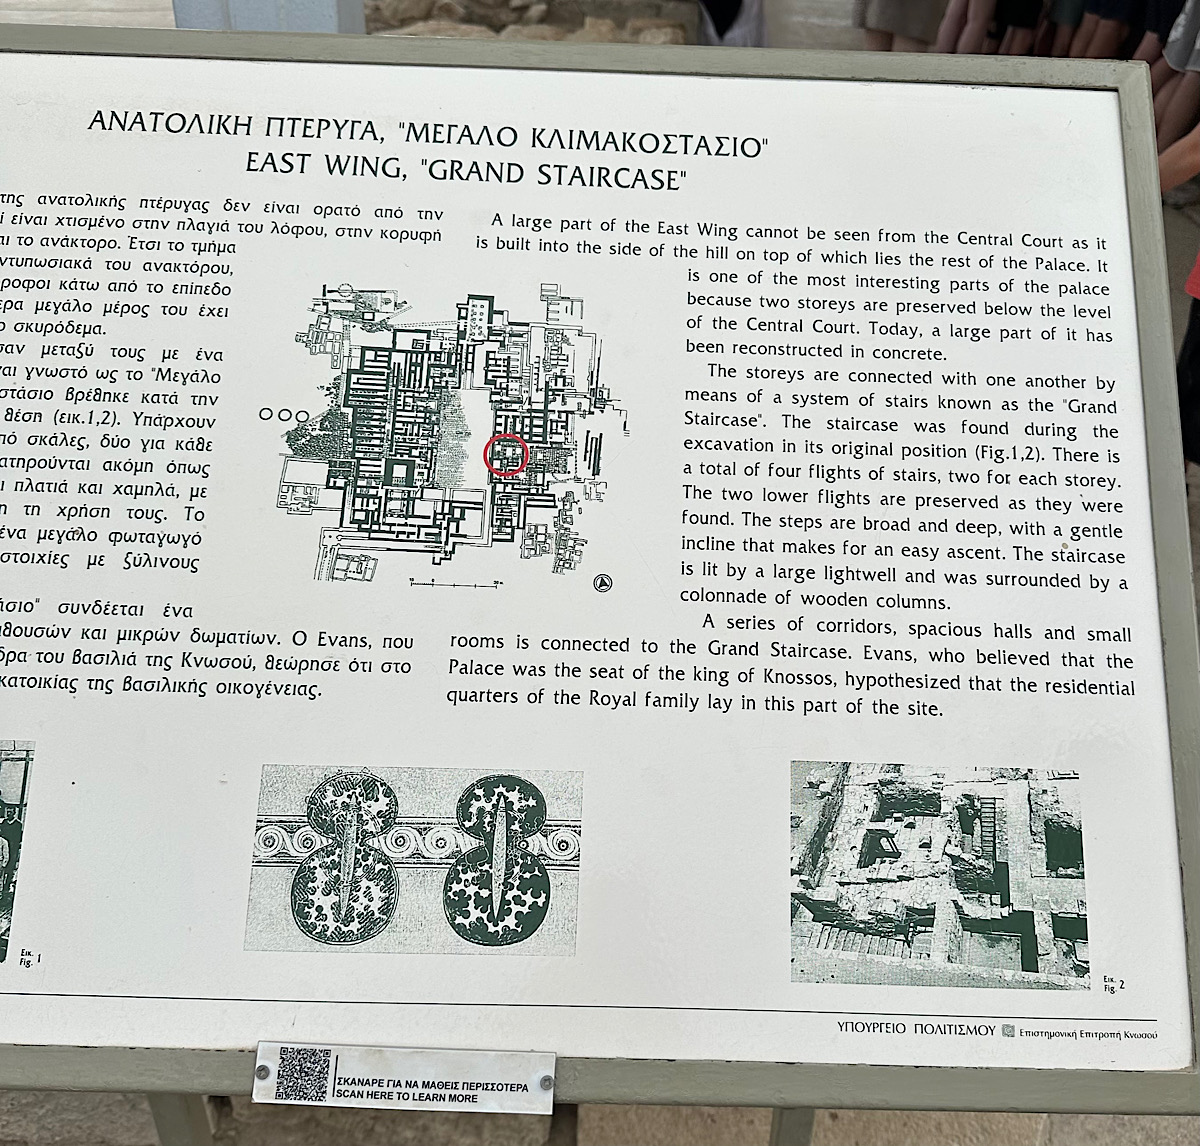 ΑΝΑΤΟΛΙΚΗ ΠΤΕΡΥΓΑ, "ΜΕΓΑΛΟ ΚΛΙΜΑΚΟΣΤΑΣΙΟ"
EAST WING, "GRAND STAIRCASE"
της ανατολικής πτέρυγας δεν είναι ορατό από την
είναι χτισμένο στην πλαγιά του λόφου, στην κορυφή
το ανάκτορο. Έτσι το τμήμα
του ανακτόρου,
κάτω από το επίπεδο
μεγάλο μέρος του έχει
σκυρόδεμα.
μεταξύ τους με ένα
γνωστό ως το "Μεγάλο
βρέθηκε κατά την
θέση (εικ.1,2). Υπάρχουν
σκάλες, δύο για κάθε
ακόμη όπως
πλατιά και χαμηλά, με
τη χρήση τους. Το
ένα μεγάλο φωταγωγό
με ξύλινους
συνδέεται ένα
και μικρών δωματίων. Ο Evans, που
του βασιλιά της Κνωσού, θεώρησε ότι στο
κατοικίας της βασιλικής οικογένειας.
A large part of the East Wing cannot be seen from the Central Court as it
is built into the side of the hill on top of which lies the rest of the Palace. It
is one of the most interesting parts of the palace
because two storeys are preserved below the level
of the Central Court. Today, a large part of it has
been reconstructed in concrete.
The storeys are connected with one another by
means of a system of stairs known as the "Grand
Staircase". The staircase was found during the
excavation in its original position (Fig.1,2). There is
a total of four flights of stairs, two for each storey.
The two lower flights are preserved as they were
found. The steps are broad and deep, with a gentle
incline that makes for an easy ascent. The staircase
is lit by a large lightwell and was surrounded by a
colonnade of wooden columns.
A series of corridors, spacious halls and small
rooms is connected to the Grand Staircase. Evans, who believed that the
Palace was the seat of the king of Knossos, hypothesized that the residential
quarters of the Royal family lay in this part of the site.
Εικ.
Fig. 1
Εικ.
Fig. 2
ΥΠΟΥΡΓΕΙΟ ΠΟΛΙΤΙΣΜΟΥ Επιστημονική Επιτροπή Κνωσού
ΣΚΑΝΑΡΕ ΓΙΑ ΝΑ ΜΑΘΕΙΣ ΠΕΡΙΣΣΟΤΕΡΑ
SCAN HERE TO LEARN MORE